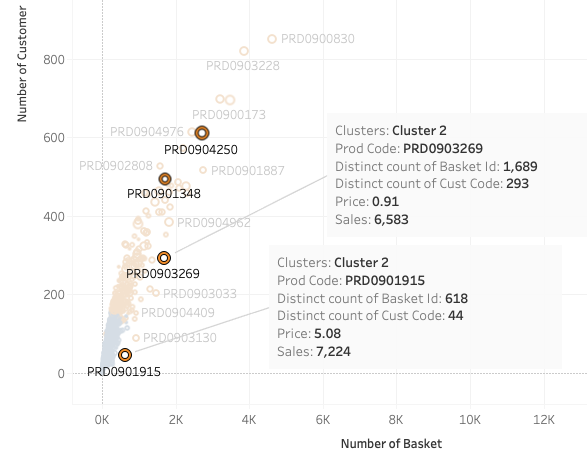 Number of Customer
800
600
400
200
0
PRD0900830
PRD0903228
PRD0900173
PRD0904976
PRD0904250
PRD0902808
PRD0901887
PRD0901348
PRD0904962
PRD0903269
PRD0903033
PRD0904409
PRD0903130
PRD0901915
Clusters: Cluster 2
Prod Code: PRD0903269
Distinct count of Basket Id: 1,689
Distinct count of Cust Code: 293
Price: 0.91
Sales: 6,583
Clusters: Cluster 2
Prod Code: PRD0901915
Distinct count of Basket Id: 618
Distinct count of Cust Code: 44
Price: 5.08
Sales: 7,224
0K 2K 4K 6K 8K 10K 12K
Number of Basket